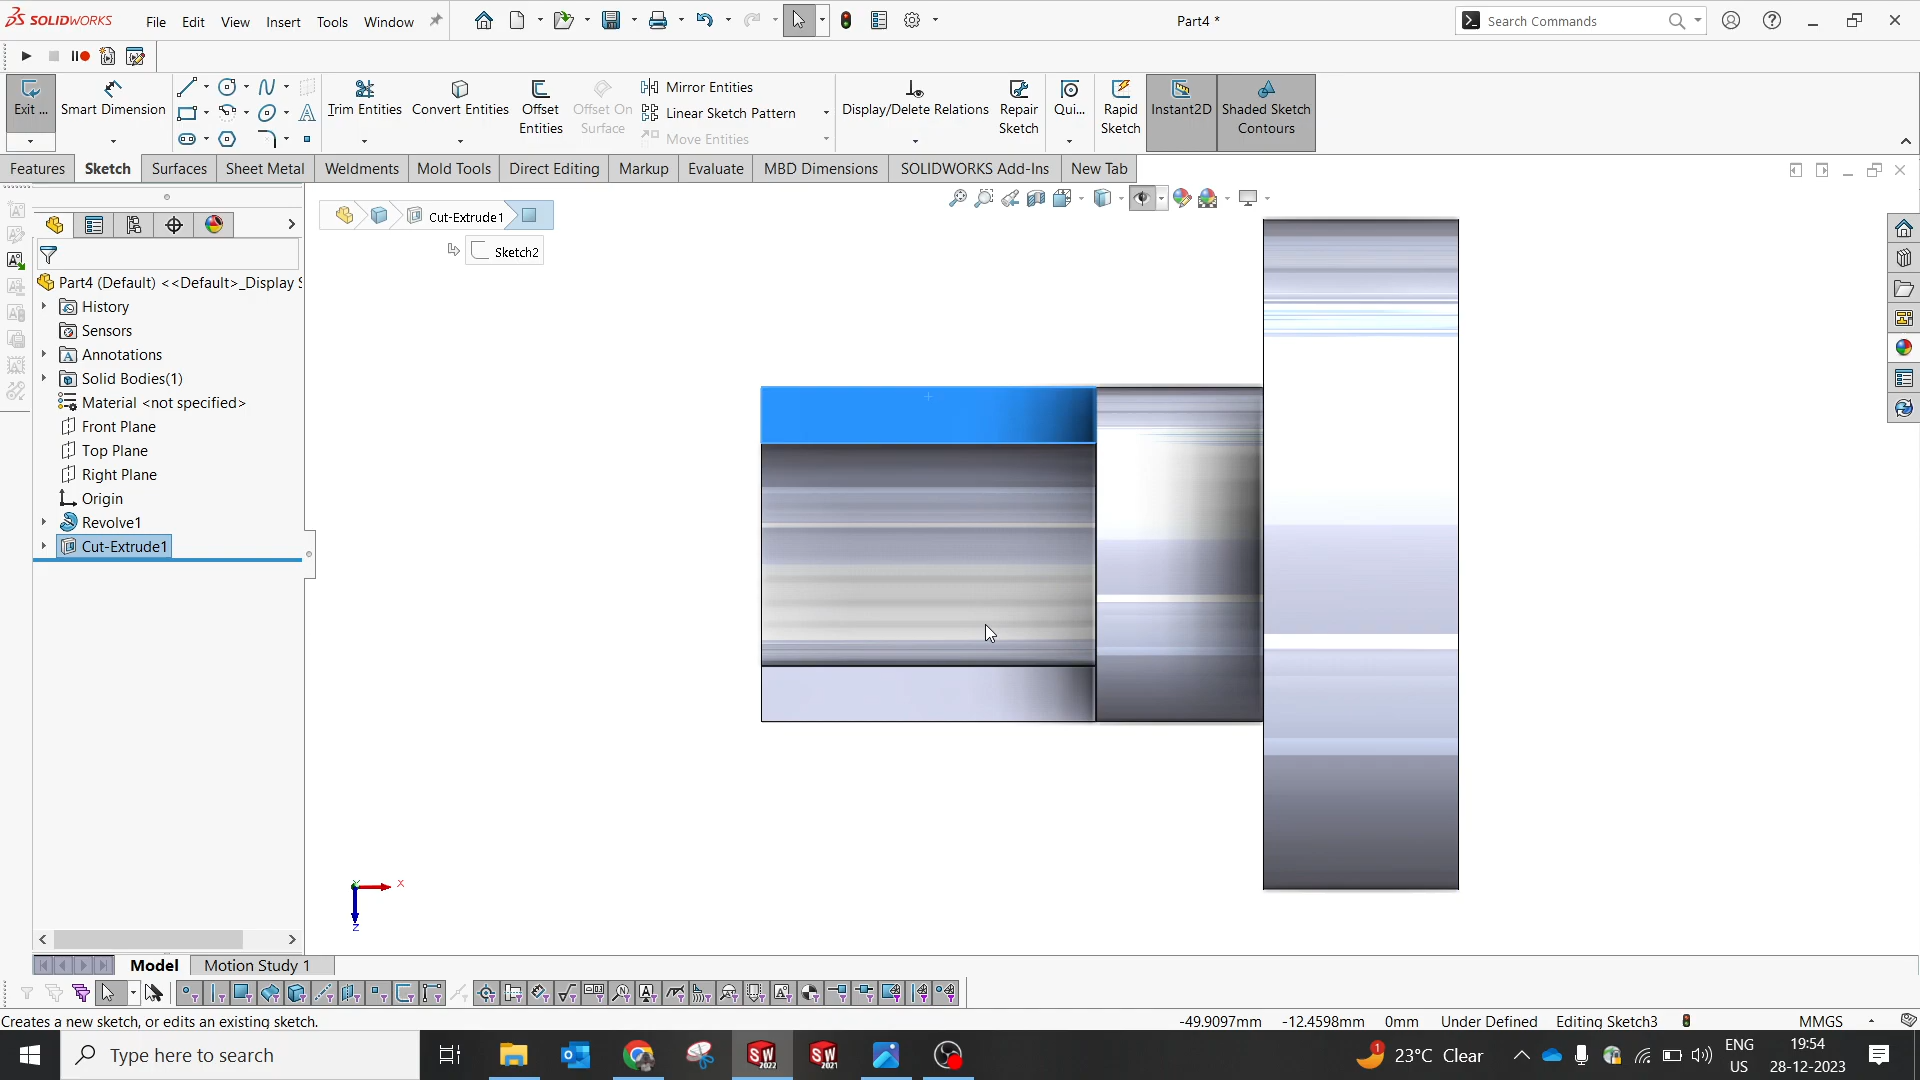 SOLIDWORKS File Edit View Insert Tools Window Part4 * Search Commands
Exit ... Smart Dimension Trim Entities Convert Entities Offset Entities Offset On Surface Mirror Entities Linear Sketch Pattern Move Entities Display/Delete Relations Repair Sketch Qui... Rapid Sketch Instant2D Shaded Sketch Contours
Features Sketch Surfaces Sheet Metal Weldments Mold Tools Direct Editing Markup Evaluate MBD Dimensions SOLIDWORKS Add-Ins New Tab
Cut-Extrude1
Sketch2
Part4 (Default) <<Default>_Display S
History
Sensors
Annotations
Solid Bodies(1)
Material <not specified>
Front Plane
Top Plane
Right Plane
Origin
Revolve1
Cut-Extrude1
X
Y
Z
Model Motion Study 1
Creates a new sketch, or edits an existing sketch. -49.9097mm -12.4598mm 0mm Under Defined Editing Sketch3 MMGS
Type here to search 2022 2021 1 23°C Clear ENG US 19:54 28-12-2023